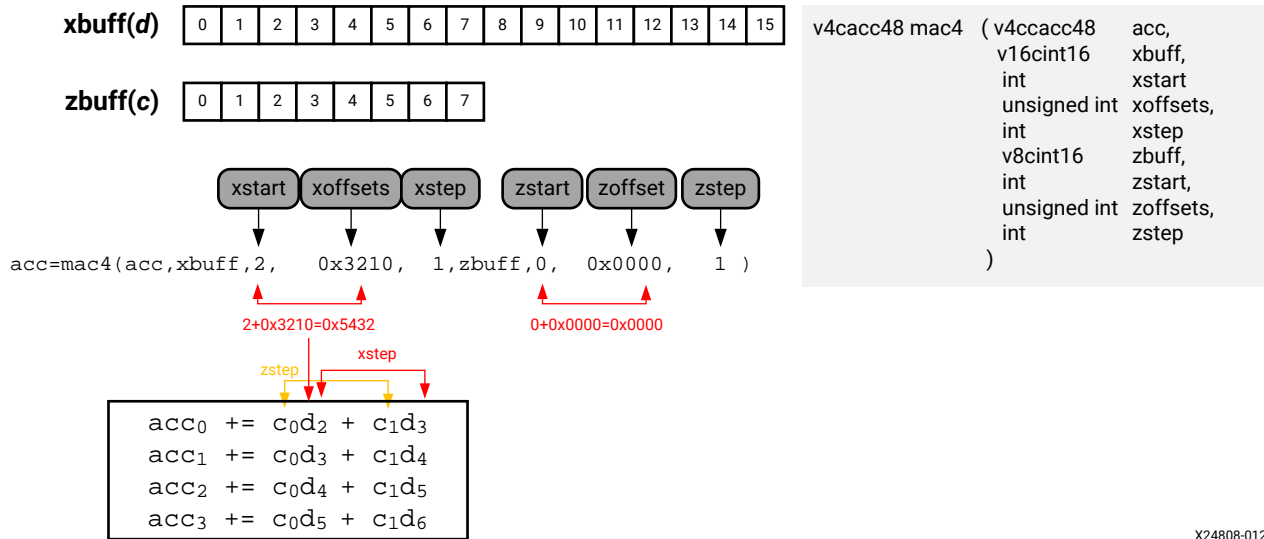 xbuff(d) 0 1 2 3 4 5 6 7 8 9 10 11 12 13 14 15
zbuff(c) 0 1 2 3 4 5 6 7
v4cacc48 mac4 ( v4ccacc48 acc,
v16cint16 xbuff,
int xstart
unsigned int xoffsets,
int xstep
v8cint16 zbuff,
int zstart,
unsigned int zoffsets,
int zstep
)
xstart xoffsets xstep zstart zoffset zstep
acc=mac4(acc,xbuff,2, 0x3210, 1,zbuff,0, 0x0000, 1 )
2+0x3210=0x5432 0+0x0000=0x0000
xstep
zstep
acc₀ += c₀d₂ + c₁d₃
acc₁ += c₀d₃ + c₁d₄
acc₂ += c₀d₄ + c₁d₅
acc₃ += c₀d₅ + c₁d₆
X24808-012